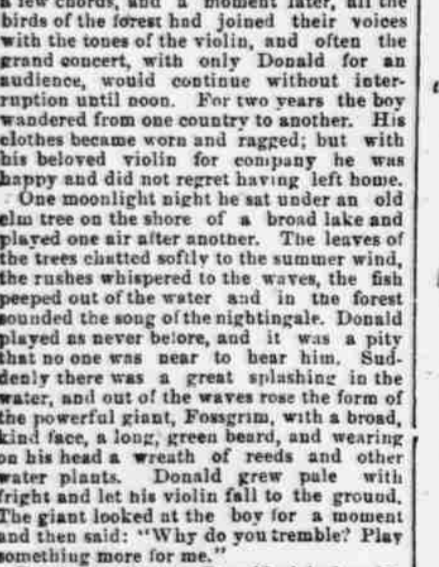 a few chords, and a moment later, all the
birds of the forest had joined their voices
with the tones of the violin, and often the
grand concert, with only Donald for an
audience, would continue without inter-
ruption until noon. For two years the boy
wandered from one country to another. His
clothes became worn and ragged; but with
his beloved violin for company he was
happy and did not regret having left home.
One moonlight night he sat under an old
elm tree on the shore of a broad lake and
played one air after another. The leaves of
the trees chatted softly to the summer wind,
the rushes whispered to the waves, the fish
peeped out of the water and in the forest
sounded the song of the nightingale. Donald
played as never before, and it was a pity
that no one was near to hear him. Sud-
denly there was a great splashing in the
water, and out of the waves rose the form of
the powerful giant, Fossgrim, with a broad,
kind face, a long, green beard, and wearing
on his head a wreath of reeds and other
water plants. Donald grew pale with
fright and let his violin fall to the ground.
The giant looked at the boy for a moment
and then said: "Why do you tremble? Play
something more for me."